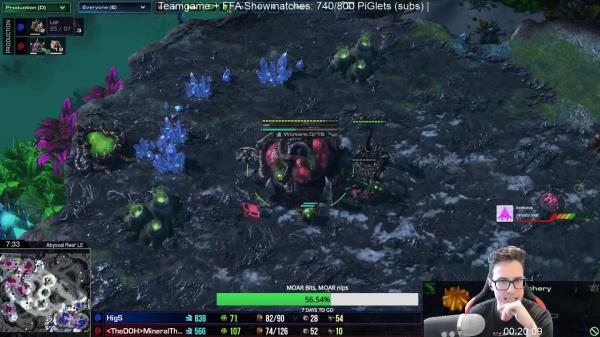 Teamgame + FFA Showmatches: 740/800 PiGlets (subs) |
Production (D)
Everyone (E)
PRODUCTION
Lair
25 / 57
Workers 0/16
7:33
Abyssal Reef LE
MOAR Bits, MOAR nips
56.54%
7 DAYS TO GO
HigS 838 71 82/90 28 54
<TheDOH>MineralTh... 566 107 74/126 52 10
00:20:09